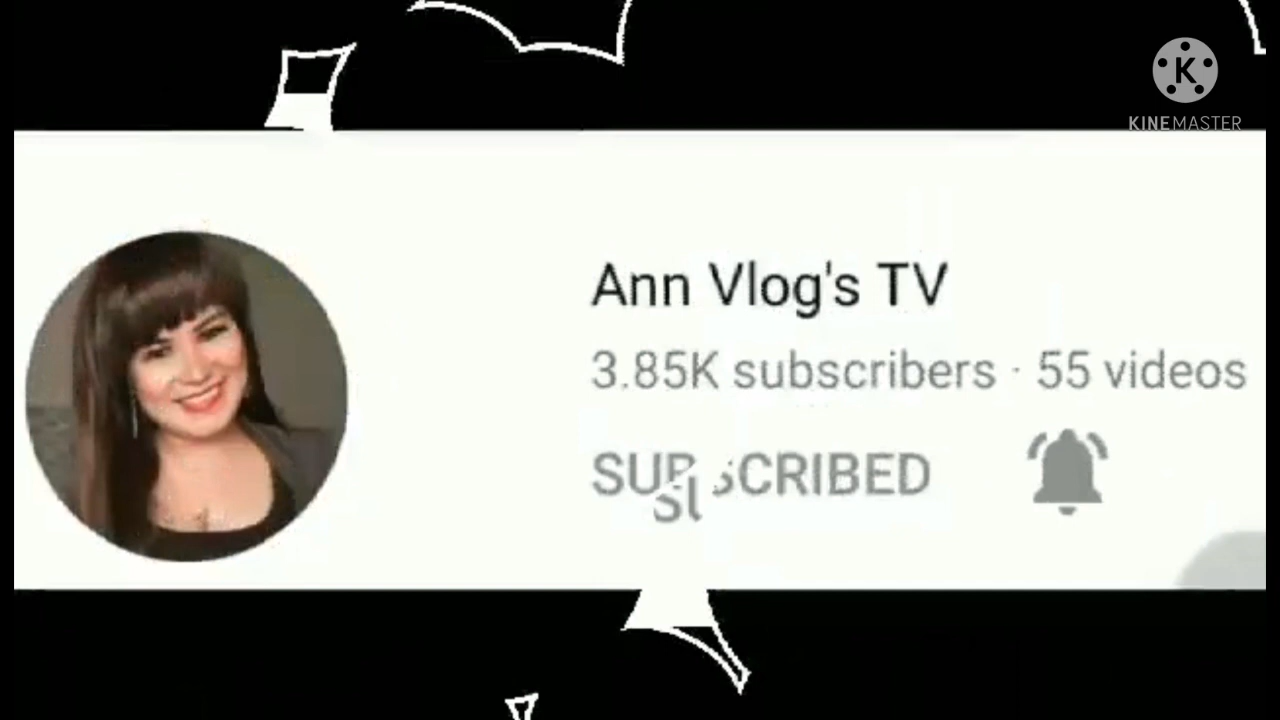 K
KINEMASTER
Ann Vlog's TV
3.85K subscribers · 55 videos
SUBSCRIBED